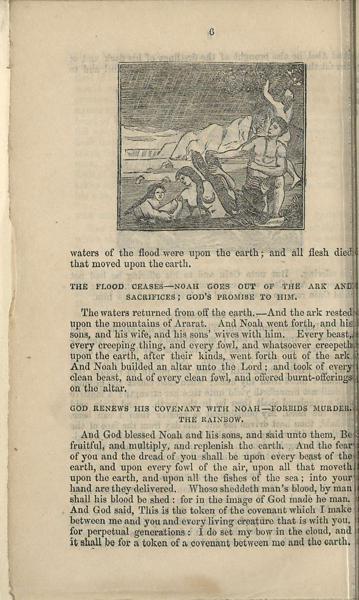 6
waters of the flood were upon the earth; and all flesh died
that moved upon the earth.
THE FLOOD CEASES—NOAH GOES OUT OF THE ARK AND
SACRIFICES; GOD'S PROMISE TO HIM.
The waters returned from off the earth.—And the ark rested
upon the mountains of Ararat. And Noah went forth, and his
sons, and his wife, and his sons' wives with him. Every beast,
every creeping thing, and every fowl, and whatsoever creepeth
upon the earth, after their kinds, went forth out of the ark.
And Noah builded an altar unto the Lord; and took of every
clean beast, and of every clean fowl, and offered burnt-offerings
on the altar.
GOD RENEWS HIS COVENANT WITH NOAH—FORBIDS MURDER.
THE RAINBOW.
And God blessed Noah and his sons, and said unto them, Be
fruitful, and multiply, and replenish the earth. And the fear
of you and the dread of you shall be upon every beast of the
earth, and upon every fowl of the air, upon all that moveth
upon the earth, and upon all the fishes of the sea; into your
hand are they delivered. Whoso sheddeth man's blood, by man
shall his blood be shed: for in the image of God made he man.
And God said, This is the token of the covenant which I make
between me and you and every living creature that is with you,
for perpetual generations: I do set my bow in the cloud, and
it shall be for a token of a covenant between me and the earth.